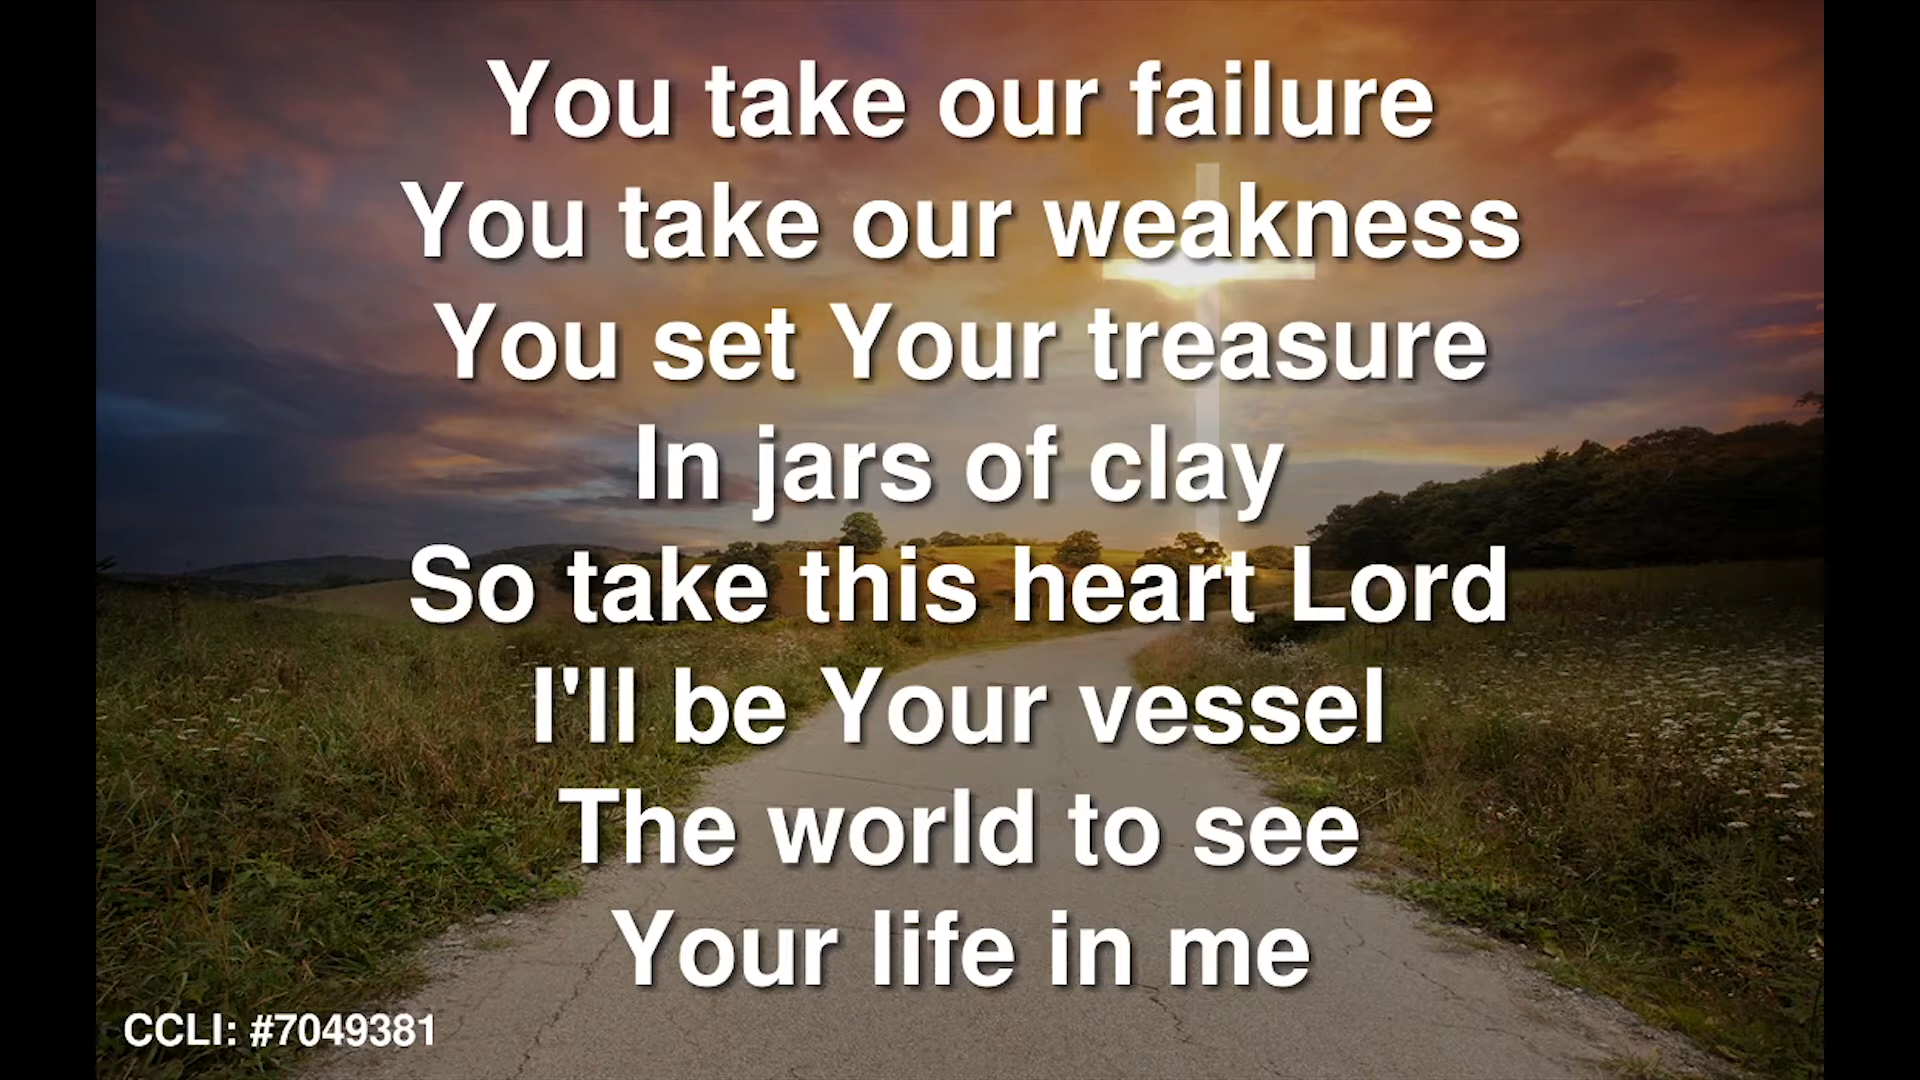 You take our failure
You take our weakness
You set Your treasure
In jars of clay
So take this heart Lord
I'll be Your vessel
The world to see
Your life in me
CCLI: #7049381